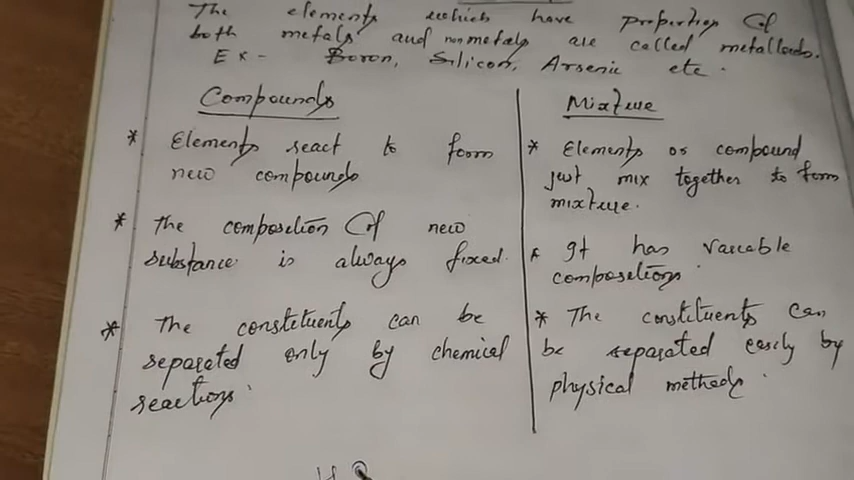 The elements which have properties of
both metals and nonmetals are called metalloids.
Ex - Boron, Silicon, Arsenic etc.
Compounds
* Elements react to form
new compounds
* The composition of new
substance is always fixed.
* The constituents can be
separated only by chemical
reactions.
Mixture
* Elements or compound
just mix together to form
mixture.
* It has variable
compositions.
* The constituents can
be separated easily by
physical methods.
H